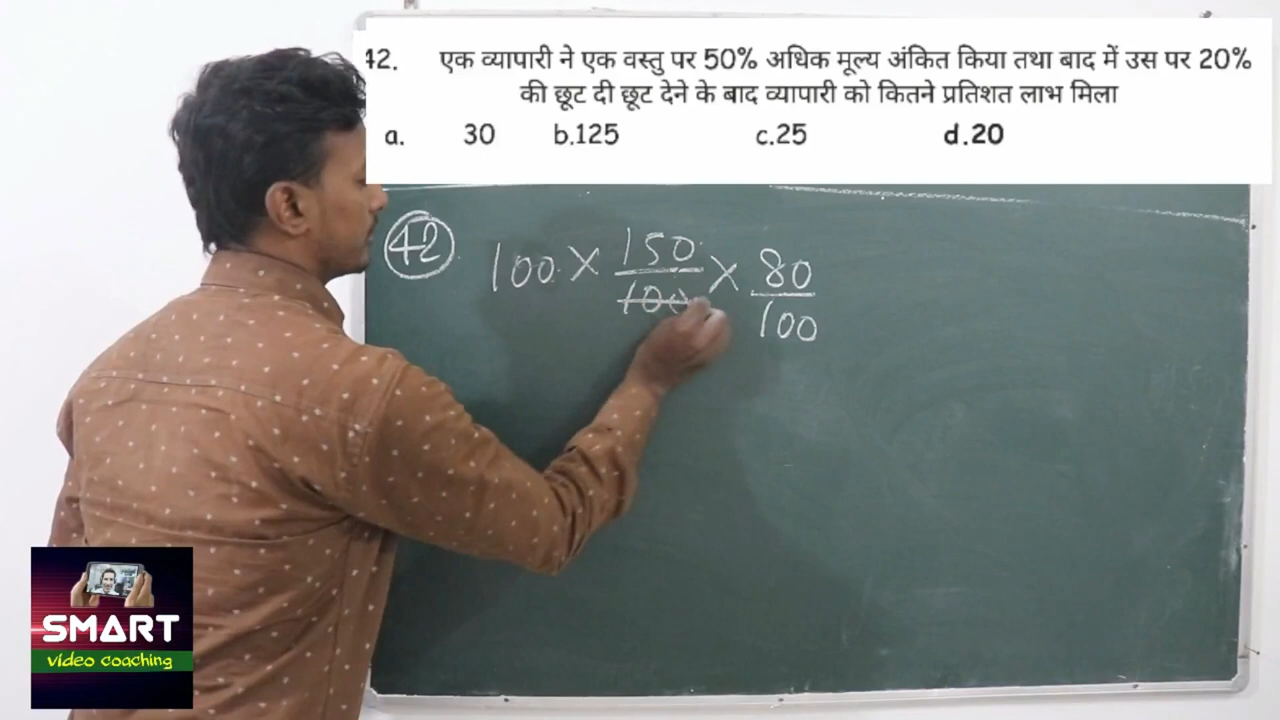 42. एक व्यापारी ने एक वस्तु पर 50% अधिक मूल्य अंकित किया तथा बाद में उस पर 20%
की छूट दी छूट देने के बाद व्यापारी को कितने प्रतिशत लाभ मिला
a. 30 b.125 c.25 d.20
42 100 × 150/100 × 80/100
SMART
video coaching